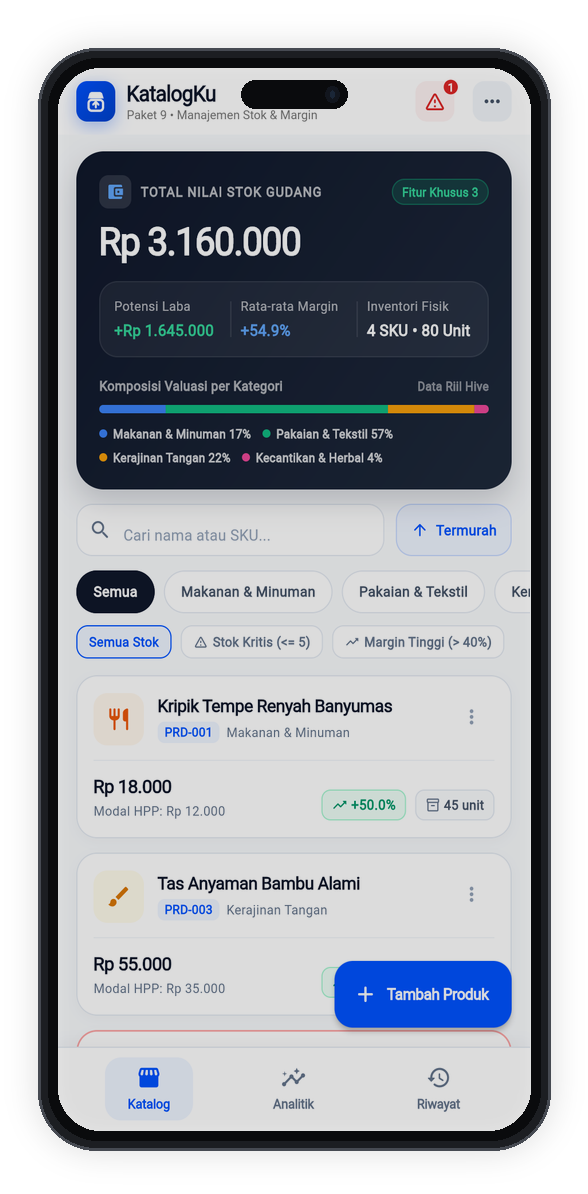 KatalogKu
Paket 9 • Manajemen Stok & Margin
1
TOTAL NILAI STOK GUDANG
Fitur Khusus 3
Rp 3.160.000
Potensi Laba
Rata-rata Margin
Inventori Fisik
+Rp 1.645.000
+54.9%
4 SKU • 80 Unit
Komposisi Valuasi per Kategori
Data Riil Hive
Makanan & Minuman 17%
Pakaian & Tekstil 57%
Kerajinan Tangan 22%
Kecantikan & Herbal 4%
Cari nama atau SKU...
Termurah
Semua
Makanan & Minuman
Pakaian & Tekstil
Semua Stok
Stok Kritis (<= 5)
Margin Tinggi (> 40%)
Kripik Tempe Renyah Banyumas
PRD-001
Makanan & Minuman
Rp 18.000
Modal HPP: Rp 12.000
+50.0%
45 unit
Tas Anyaman Bambu Alami
PRD-003
Kerajinan Tangan
Rp 55.000
Modal HPP: Rp 35.000
Tambah Produk
Katalog
Analitik
Riwayat